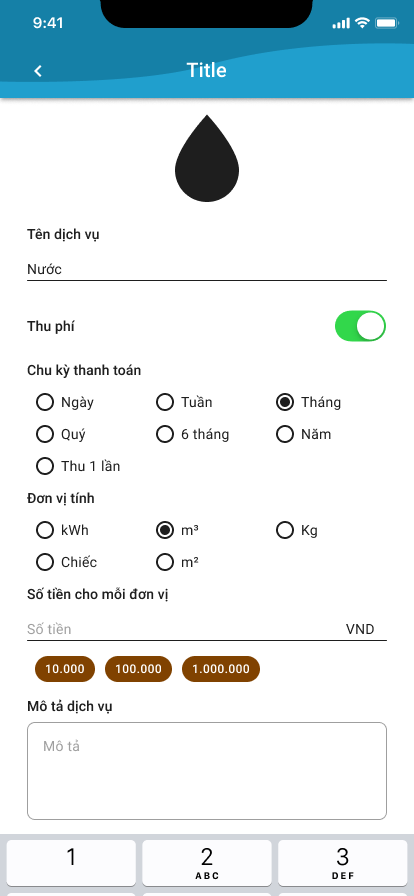 9:41
Title
Tên dịch vụ
Nước
Thu phí
Chu kỳ thanh toán
Ngày Tuần Tháng
Quý 6 tháng Năm
Thu 1 lần
Đơn vị tính
kWh m³ Kg
Chiếc m²
Số tiền cho mỗi đơn vị
Số tiền VND
10.000 100.000 1.000.000
Mô tả dịch vụ
Mô tả
1 2 3
ABC DEF